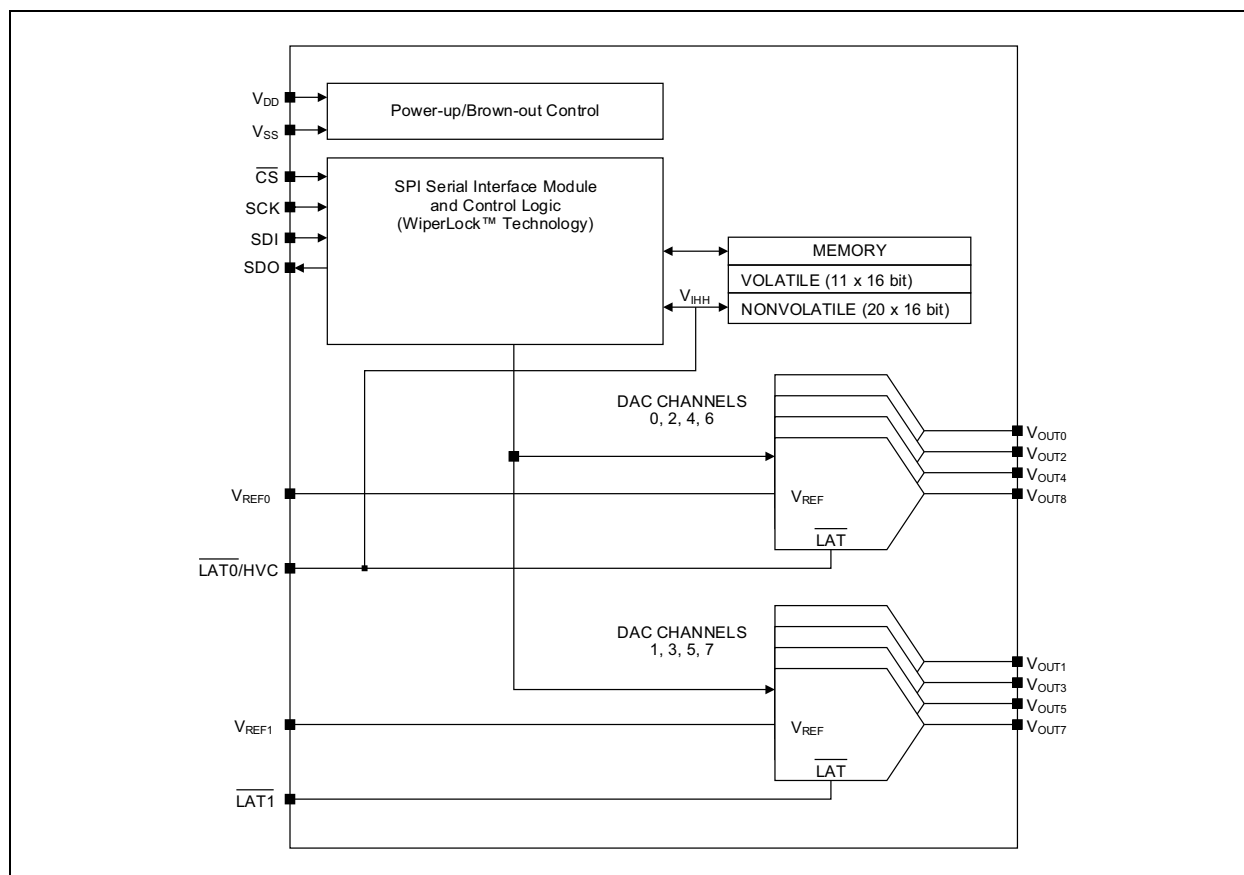 VDD
VSS
Power-up/Brown-out Control
CS
SCK
SDI
SDO
SPI Serial Interface Module
and Control Logic
(WiperLock™ Technology)
MEMORY
VOLATILE (11 x 16 bit)
NONVOLATILE (20 x 16 bit)
VIHH
DAC CHANNELS
0, 2, 4, 6
VOUT0
VOUT2
VOUT4
VOUT8
VREF0
VREF
LAT
LAT0/HVC
DAC CHANNELS
1, 3, 5, 7
VOUT1
VOUT3
VOUT5
VOUT7
VREF1
VREF
LAT
LAT1